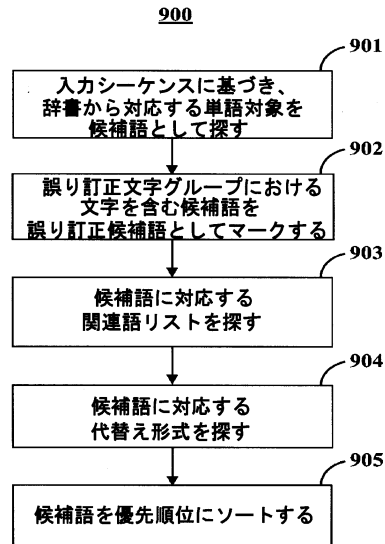 900
901
入力シーケンスに基づき、
辞書から対応する単語対象を
候補語として探す
902
誤り訂正文字グループにおける
文字を含む候補語を
誤り訂正候補語としてマークする
903
候補語に対応する
関連語リストを探す
904
候補語に対応する
代替え形式を探す
905
候補語を優先順位にソートする